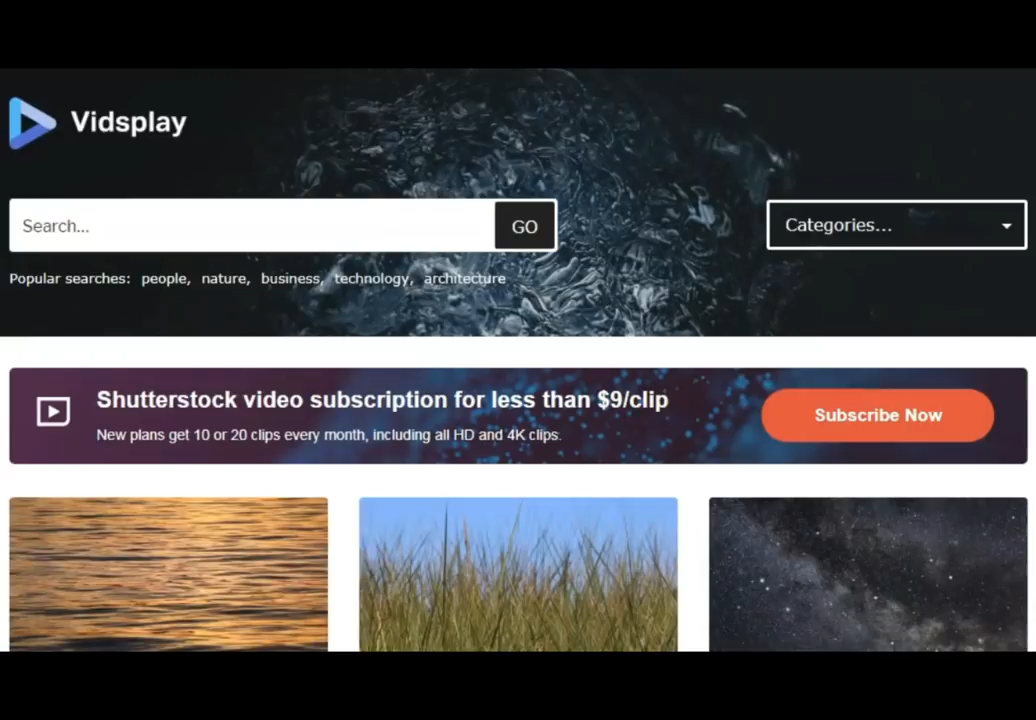 Vidsplay
Search...
GO
Categories...
Popular searches: people, nature, business, technology, architecture
Shutterstock video subscription for less than $9/clip
New plans get 10 or 20 clips every month, including all HD and 4K clips.
Subscribe Now